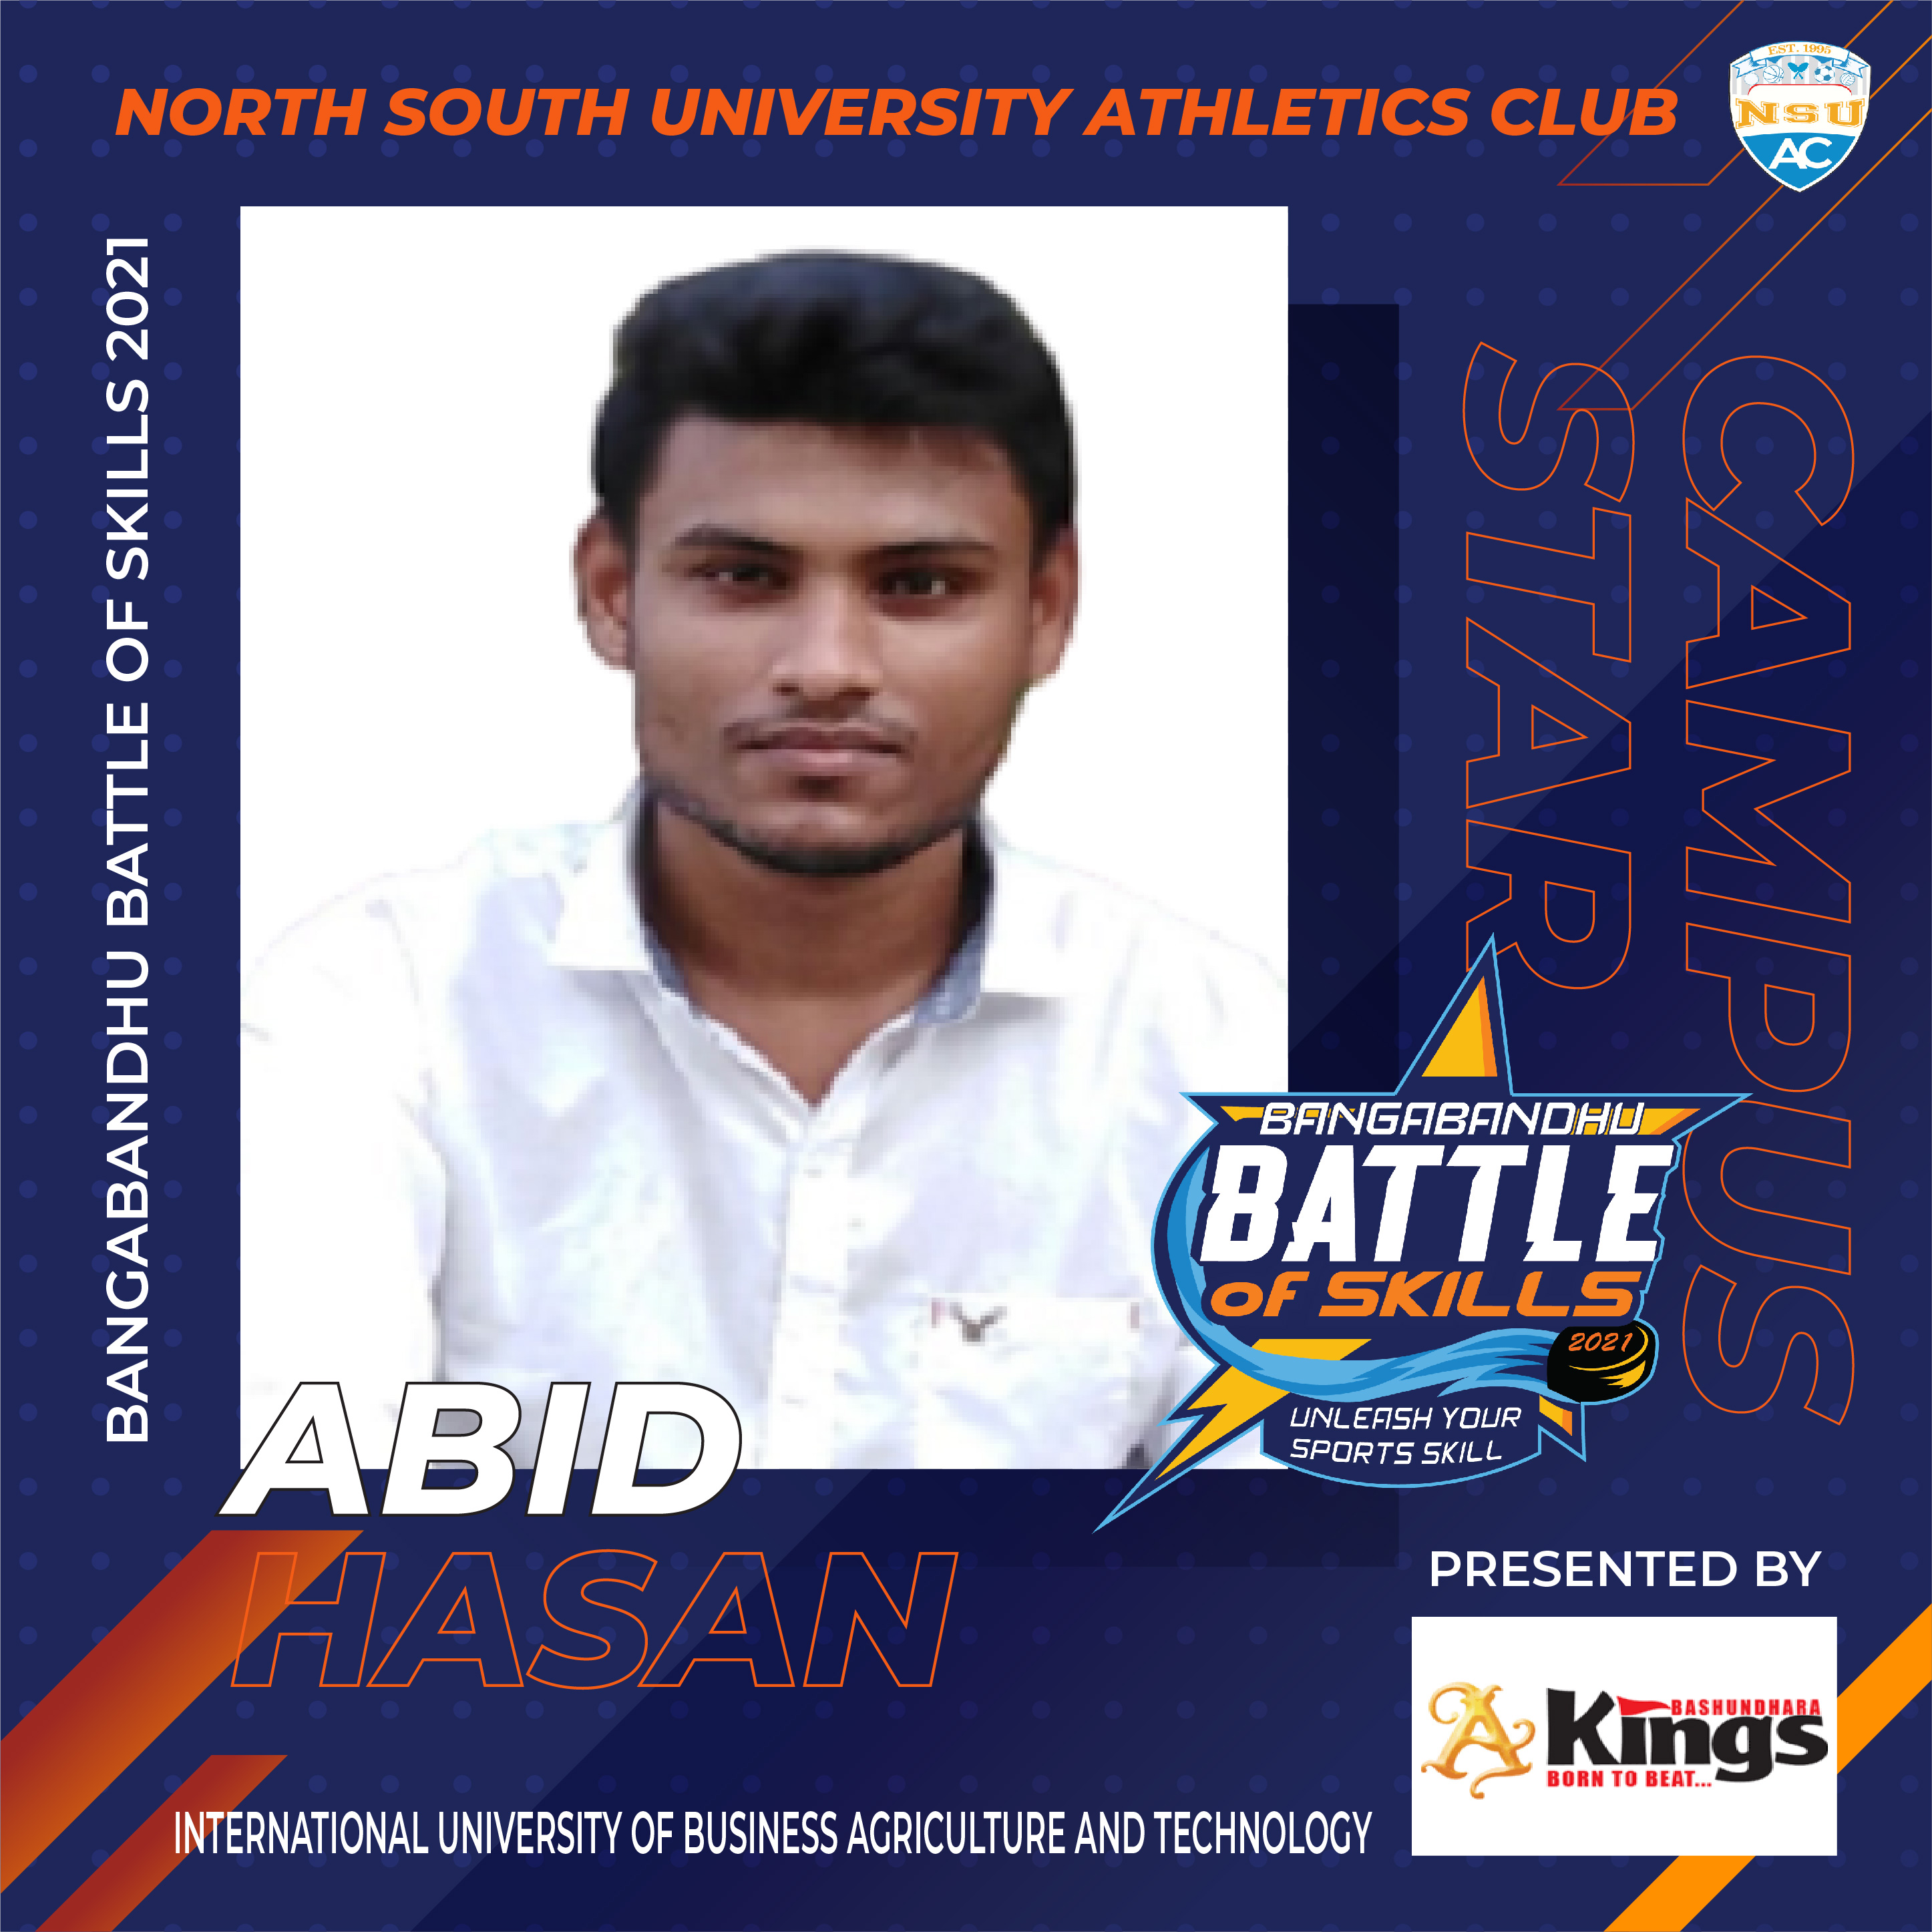 NORTH SOUTH UNIVERSITY ATHLETICS CLUB
EST. 1995
NSU
AC
BANGABANDHU BATTLE OF SKILLS 2021
CAMPUS
STAR
BANGABANDHU
BATTLE
OF SKILLS
2021
UNLEASH YOUR
SPORTS SKILL
ABID
HASAN
PRESENTED BY
A
BASHUNDHARA
Kings
BORN TO BEAT...
INTERNATIONAL UNIVERSITY OF BUSINESS AGRICULTURE AND TECHNOLOGY